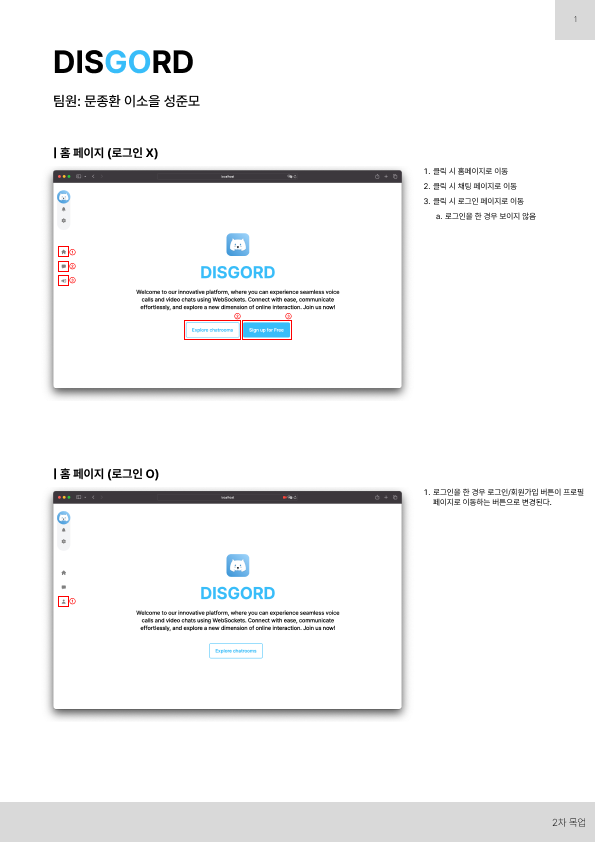 1
DISGORD
팀원: 문종환 이소을 성준모
| 홈 페이지 (로그인 X)
localhost
1
2
3
DISGORD
Welcome to our innovative platform, where you can experience seamless voice
calls and video chats using WebSockets. Connect with ease, communicate
effortlessly, and explore a new dimension of online interaction. Join us now!
2
3
Explore chatrooms
Sign up for Free
1. 클릭 시 홈페이지로 이동
2. 클릭 시 채팅 페이지로 이동
3. 클릭 시 로그인 페이지로 이동
a. 로그인을 한 경우 보이지 않음
| 홈 페이지 (로그인 O)
localhost
1
DISGORD
Welcome to our innovative platform, where you can experience seamless voice
calls and video chats using WebSockets. Connect with ease, communicate
effortlessly, and explore a new dimension of online interaction. Join us now!
Explore chatrooms
1. 로그인을 한 경우 로그인/회원가입 버튼이 프로필
페이지로 이동하는 버튼으로 변경된다.
2차 목업